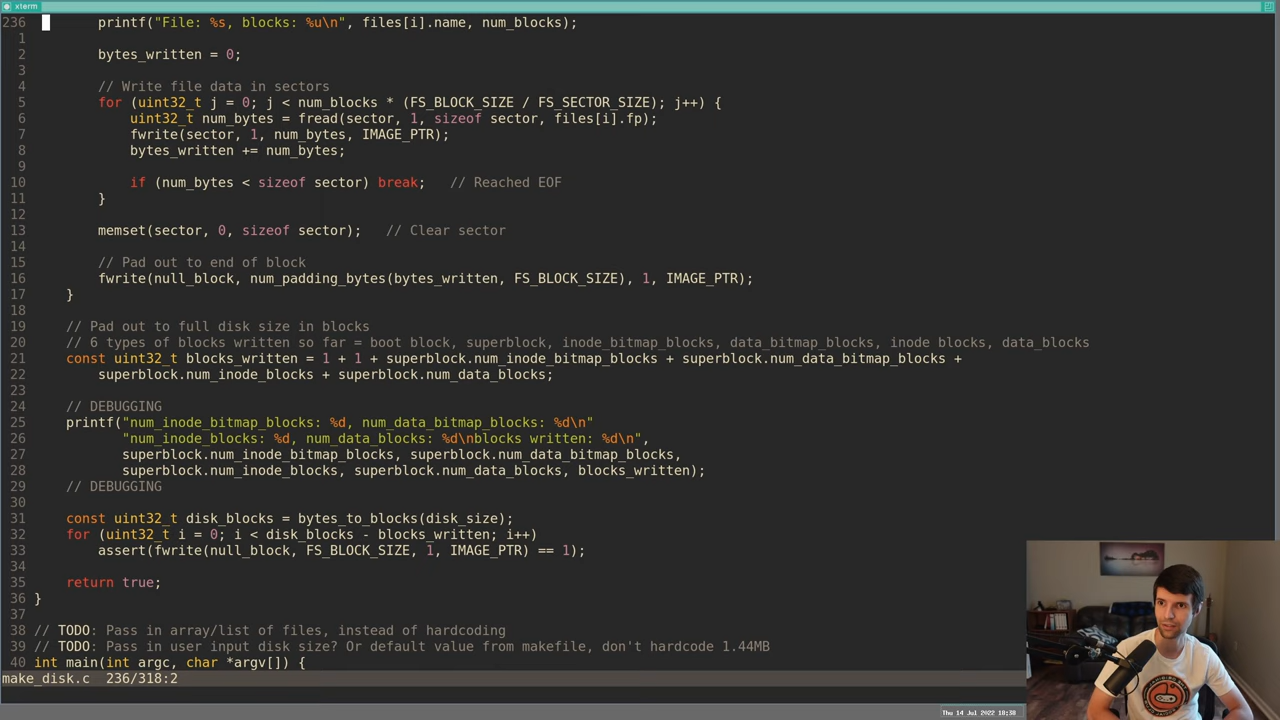 xterm
236         printf("File: %s, blocks: %u\n", files[i].name, num_blocks);
1
2         bytes_written = 0;
3
4         // Write file data in sectors
5         for (uint32_t j = 0; j < num_blocks * (FS_BLOCK_SIZE / FS_SECTOR_SIZE); j++) {
6             uint32_t num_bytes = fread(sector, 1, sizeof sector, files[i].fp);
7             fwrite(sector, 1, num_bytes, IMAGE_PTR);
8             bytes_written += num_bytes;
9
10             if (num_bytes < sizeof sector) break;   // Reached EOF
11         }
12
13         memset(sector, 0, sizeof sector);   // Clear sector
14
15         // Pad out to end of block
16         fwrite(null_block, num_padding_bytes(bytes_written, FS_BLOCK_SIZE), 1, IMAGE_PTR);
17     }
18
19     // Pad out to full disk size in blocks
20     // 6 types of blocks written so far = boot block, superblock, inode_bitmap_blocks, data_bitmap_blocks, inode blocks, data_blocks
21     const uint32_t blocks_written = 1 + 1 + superblock.num_inode_bitmap_blocks + superblock.num_data_bitmap_blocks +
22         superblock.num_inode_blocks + superblock.num_data_blocks;
23
24     // DEBUGGING
25     printf("num_inode_bitmap_blocks: %d, num_data_bitmap_blocks: %d\n"
26            "num_inode_blocks: %d, num_data_blocks: %d\nblocks written: %d\n",
27            superblock.num_inode_bitmap_blocks, superblock.num_data_bitmap_blocks,
28            superblock.num_inode_blocks, superblock.num_data_blocks, blocks_written);
29     // DEBUGGING
30
31     const uint32_t disk_blocks = bytes_to_blocks(disk_size);
32     for (uint32_t i = 0; i < disk_blocks - blocks_written; i++)
33         assert(fwrite(null_block, FS_BLOCK_SIZE, 1, IMAGE_PTR) == 1);
34
35     return true;
36 }
37
38 // TODO: Pass in array/list of files, instead of hardcoding
39 // TODO: Pass in user input disk size? Or default value from makefile, don't hardcode 1.44MB
40 int main(int argc, char *argv[]) {
make_disk.c  236/318:2
Thu 14 Jul 2022 18:38